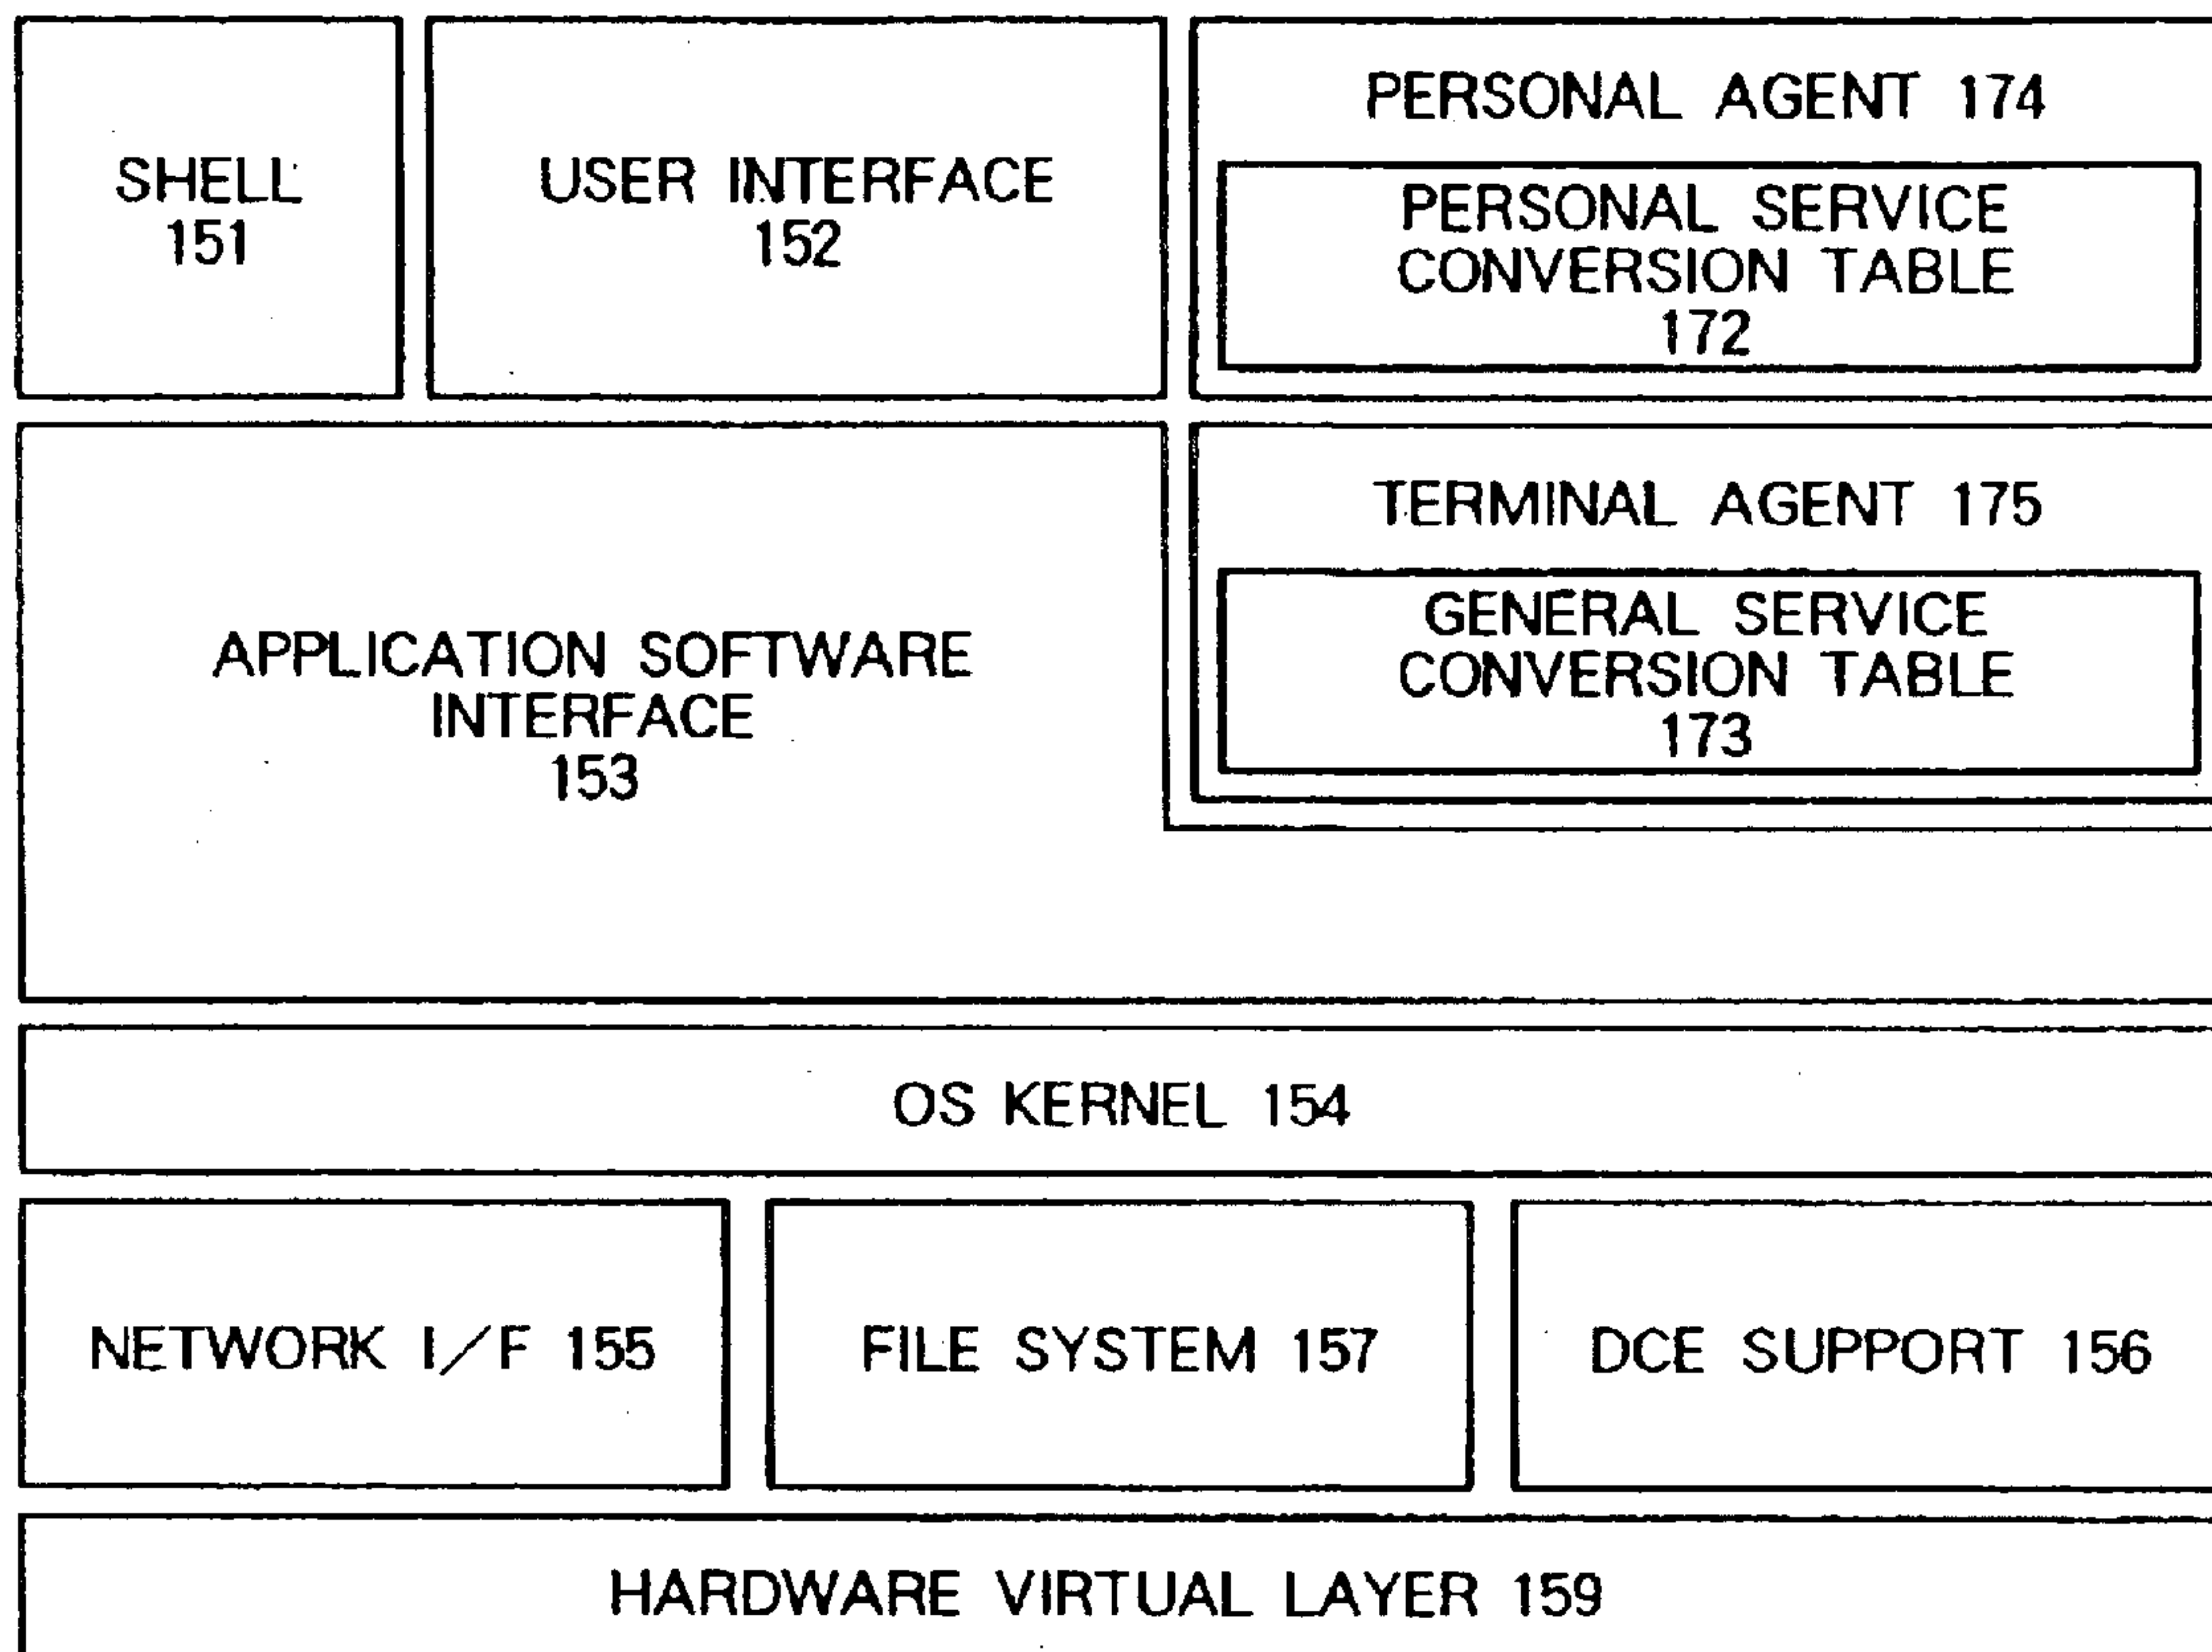 SHELL
151
USER INTERFACE
152
PERSONAL AGENT 174
PERSONAL SERVICE
CONVERSION TABLE
172
APPLICATION SOFTWARE
INTERFACE
153
TERMINAL AGENT 175
GENERAL SERVICE
CONVERSION TABLE
173
OS KERNEL 154
NETWORK I/F 155
FILE SYSTEM 157
DCE SUPPORT 156
HARDWARE VIRTUAL LAYER 159